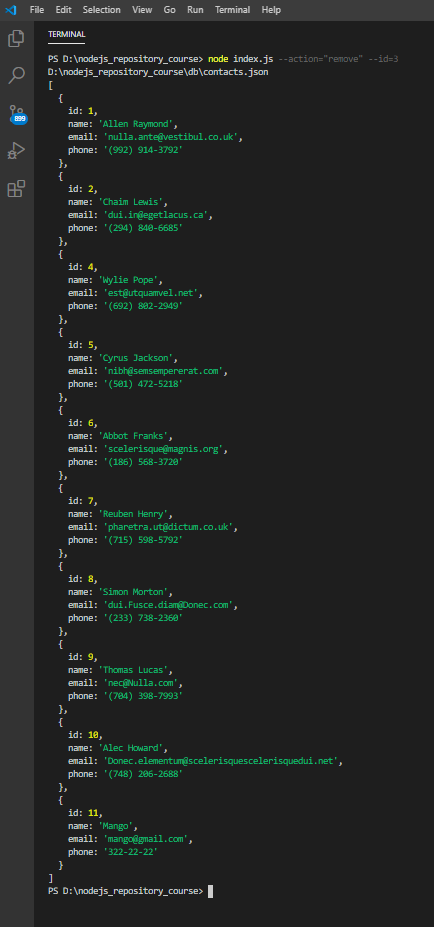 File Edit Selection View Go Run Terminal Help
TERMINAL
PS D:\nodejs_repository_course> node index.js --action="remove" --id=3
D:\nodejs_repository_course\db\contacts.json
[
  {
    id: 1,
    name: 'Allen Raymond',
    email: 'nulla.ante@vestibul.co.uk',
    phone: '(992) 914-3792'
  },
  {
    id: 2,
    name: 'Chaim Lewis',
    email: 'dui.in@egetlacus.ca',
    phone: '(294) 840-6685'
  },
  {
    id: 4,
    name: 'Wylie Pope',
    email: 'est@utquamvel.net',
    phone: '(692) 802-2949'
  },
  {
    id: 5,
    name: 'Cyrus Jackson',
    email: 'nibh@semsempererat.com',
    phone: '(501) 472-5218'
  },
  {
    id: 6,
    name: 'Abbot Franks',
    email: 'scelerisque@magnis.org',
    phone: '(186) 568-3720'
  },
  {
    id: 7,
    name: 'Reuben Henry',
    email: 'pharetra.ut@dictum.co.uk',
    phone: '(715) 598-5792'
  },
  {
    id: 8,
    name: 'Simon Morton',
    email: 'dui.Fusce.diam@Donec.com',
    phone: '(233) 738-2360'
  },
  {
    id: 9,
    name: 'Thomas Lucas',
    email: 'nec@Nulla.com',
    phone: '(704) 398-7993'
  },
  {
    id: 10,
    name: 'Alec Howard',
    email: 'Donec.elementum@scelerisquescelerisquedui.net',
    phone: '(748) 206-2688'
  },
  {
    id: 11,
    name: 'Mango',
    email: 'mango@gmail.com',
    phone: '322-22-22'
  }
]
PS D:\nodejs_repository_course>
899